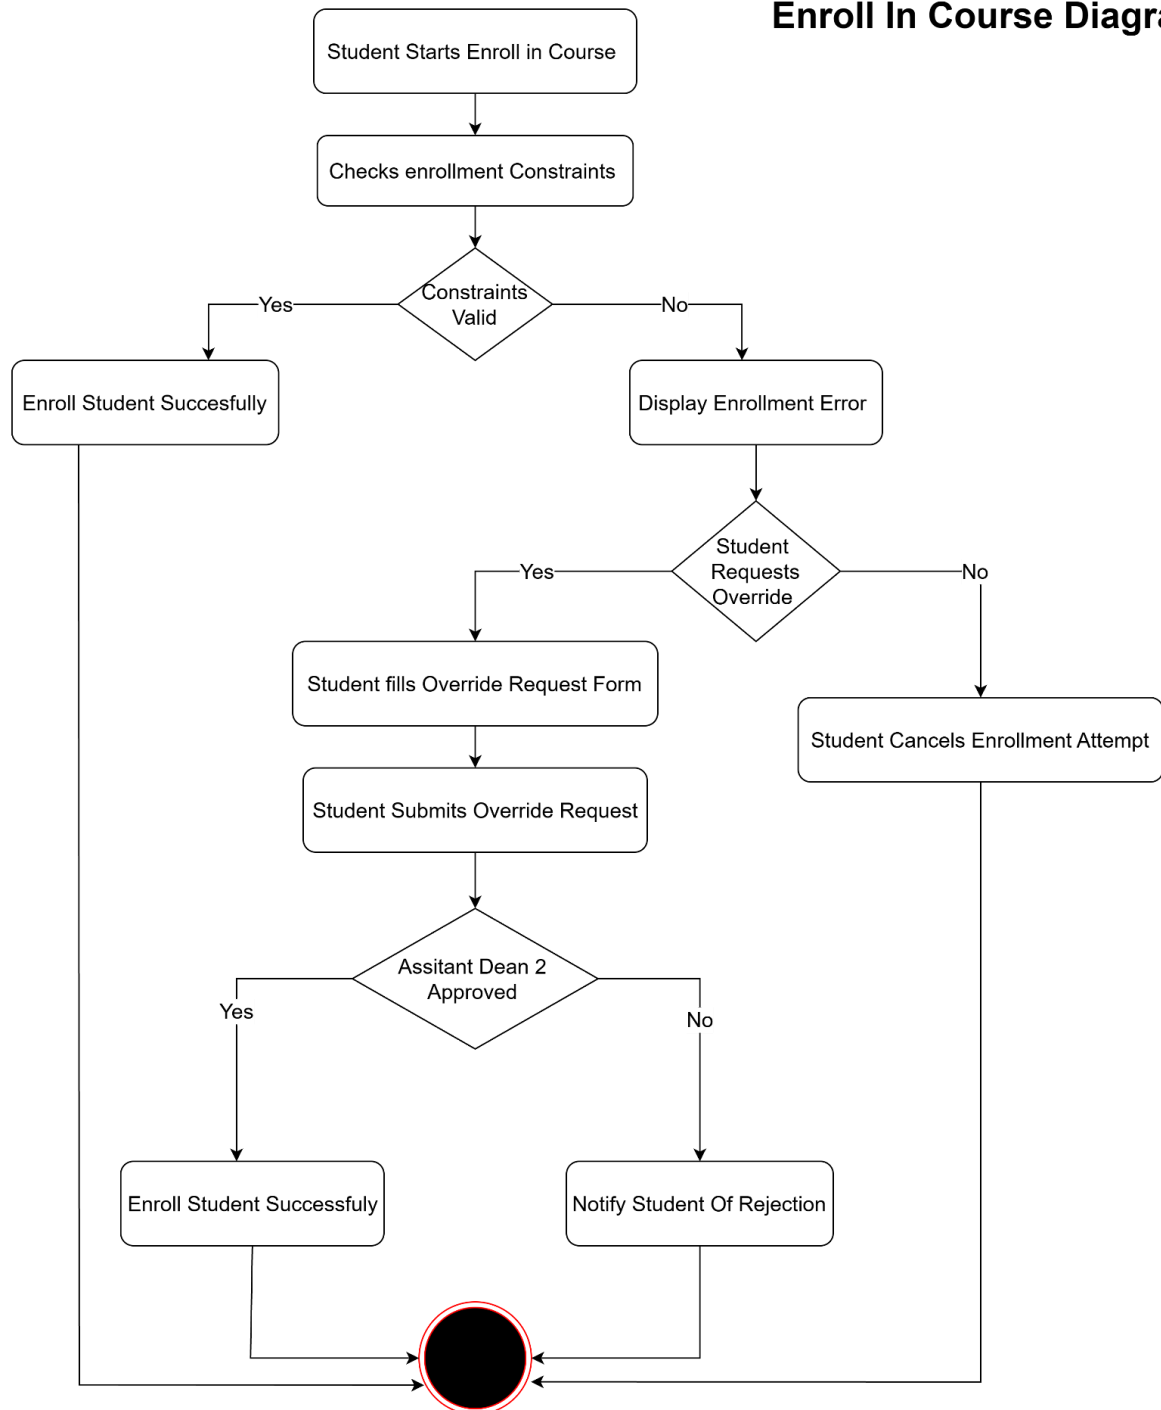 Enroll In Course Diagra
Student Starts Enroll in Course
Checks enrollment Constraints
Constraints
Valid
Yes
No
Enroll Student Succesfully
Display Enrollment Error
Student
Requests
Override
Yes
No
Student fills Override Request Form
Student Cancels Enrollment Attempt
Student Submits Override Request
Assitant Dean 2
Approved
Yes
No
Enroll Student Successfuly
Notify Student Of Rejection